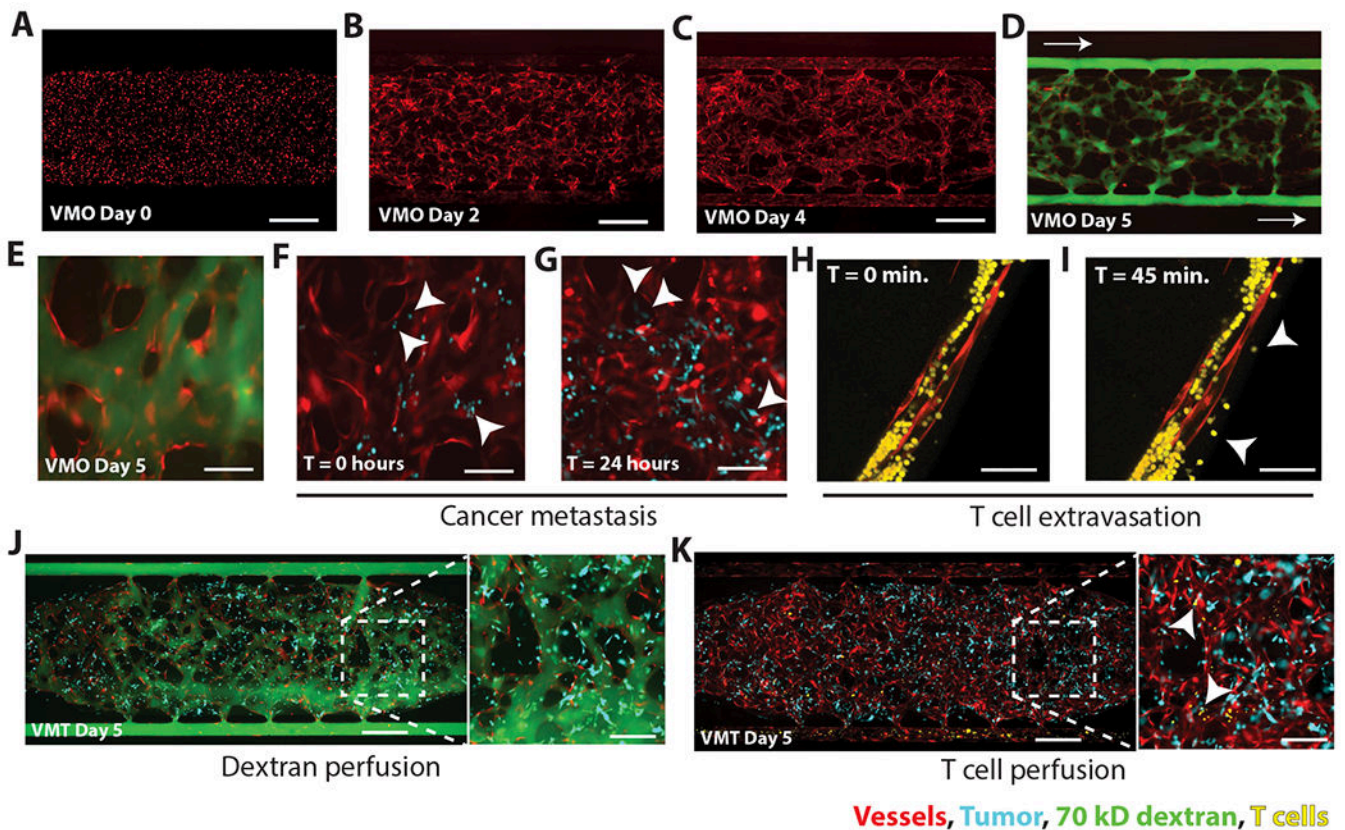 A
B
C
D
VMO Day 0
VMO Day 2
VMO Day 4
VMO Day 5
E
F
G
H
I
T = 0 min.
T = 45 min.
VMO Day 5
T = 0 hours
T = 24 hours
Cancer metastasis
T cell extravasation
J
K
VMT Day 5
VMT Day 5
Dextran perfusion
T cell perfusion
Vessels, Tumor, 70 kD dextran, T cells